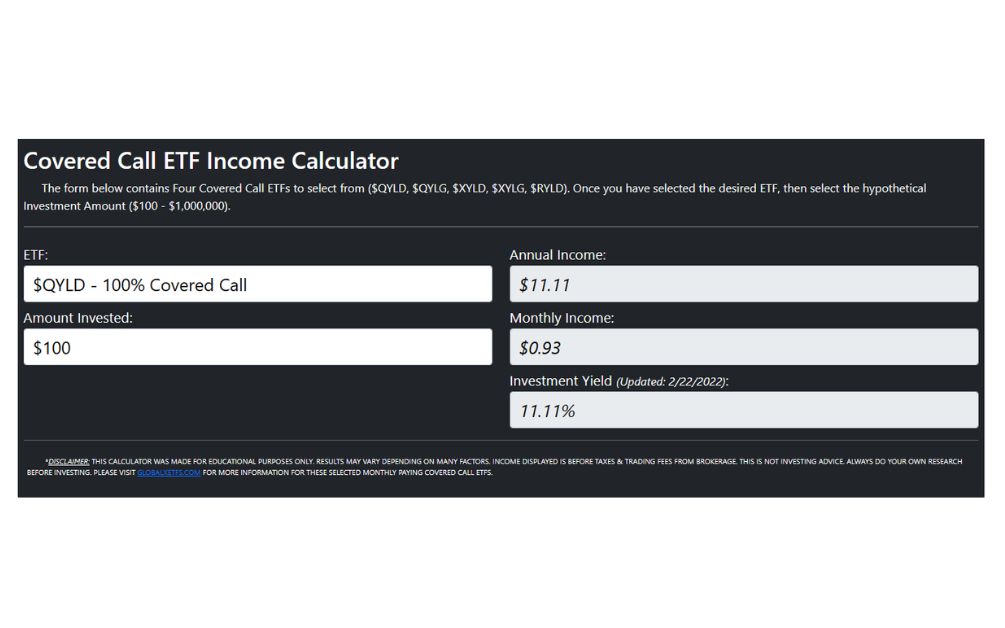 Covered Call ETF Income Calculator
The form below contains Four Covered Call ETFs to select from ($QYLD, $QYLG, $XYLD, $XYLG, $RYLD). Once you have selected the desired ETF, then select the hypothetical
Investment Amount ($100 - $1,000,000).
ETF:
$QYLD - 100% Covered Call
Amount Invested:
$100
Annual Income:
$11.11
Monthly Income:
$0.93
Investment Yield (Updated: 2/22/2022):
11.11%
*DISCLAIMER: THIS CALCULATOR WAS MADE FOR EDUCATIONAL PURPOSES ONLY. RESULTS MAY VARY DEPENDING ON MANY FACTORS. INCOME DISPLAYED IS BEFORE TAXES & TRADING FEES FROM BROKERAGE. THIS IS NOT INVESTING ADVICE. ALWAYS DO YOUR OWN RESEARCH
BEFORE INVESTING. PLEASE VISIT GLOBALXETFS.COM FOR MORE INFORMATION FOR THESE SELECTED MONTHLY PAYING COVERED CALL ETFS.